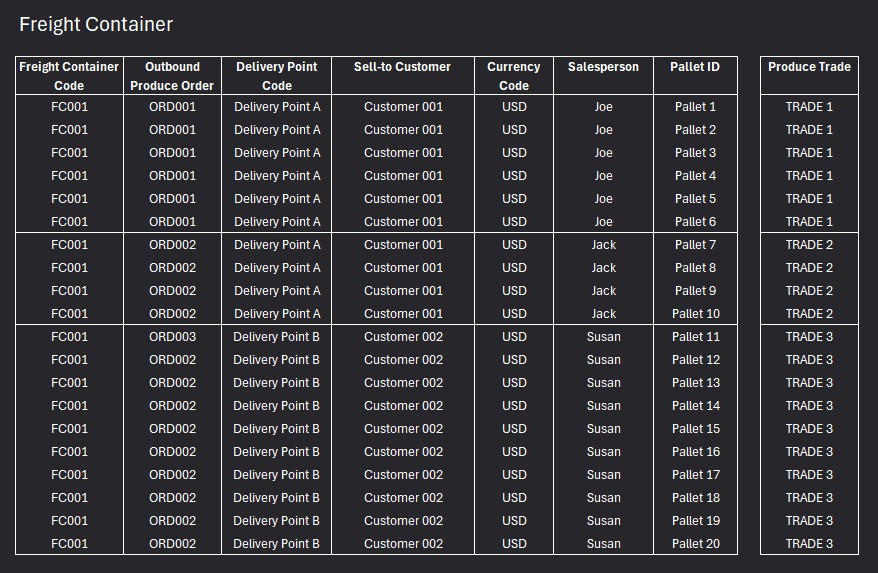 Freight Container
Freight Container Code Outbound Produce Order Delivery Point Code Sell-to Customer Currency Code Salesperson Pallet ID Produce Trade
FC001 ORD001 Delivery Point A Customer 001 USD Joe Pallet 1 TRADE 1
FC001 ORD001 Delivery Point A Customer 001 USD Joe Pallet 2 TRADE 1
FC001 ORD001 Delivery Point A Customer 001 USD Joe Pallet 3 TRADE 1
FC001 ORD001 Delivery Point A Customer 001 USD Joe Pallet 4 TRADE 1
FC001 ORD001 Delivery Point A Customer 001 USD Joe Pallet 5 TRADE 1
FC001 ORD001 Delivery Point A Customer 001 USD Joe Pallet 6 TRADE 1
FC001 ORD002 Delivery Point A Customer 001 USD Jack Pallet 7 TRADE 2
FC001 ORD002 Delivery Point A Customer 001 USD Jack Pallet 8 TRADE 2
FC001 ORD002 Delivery Point A Customer 001 USD Jack Pallet 9 TRADE 2
FC001 ORD002 Delivery Point A Customer 001 USD Jack Pallet 10 TRADE 2
FC001 ORD003 Delivery Point B Customer 002 USD Susan Pallet 11 TRADE 3
FC001 ORD002 Delivery Point B Customer 002 USD Susan Pallet 12 TRADE 3
FC001 ORD002 Delivery Point B Customer 002 USD Susan Pallet 13 TRADE 3
FC001 ORD002 Delivery Point B Customer 002 USD Susan Pallet 14 TRADE 3
FC001 ORD002 Delivery Point B Customer 002 USD Susan Pallet 15 TRADE 3
FC001 ORD002 Delivery Point B Customer 002 USD Susan Pallet 16 TRADE 3
FC001 ORD002 Delivery Point B Customer 002 USD Susan Pallet 17 TRADE 3
FC001 ORD002 Delivery Point B Customer 002 USD Susan Pallet 18 TRADE 3
FC001 ORD002 Delivery Point B Customer 002 USD Susan Pallet 19 TRADE 3
FC001 ORD002 Delivery Point B Customer 002 USD Susan Pallet 20 TRADE 3